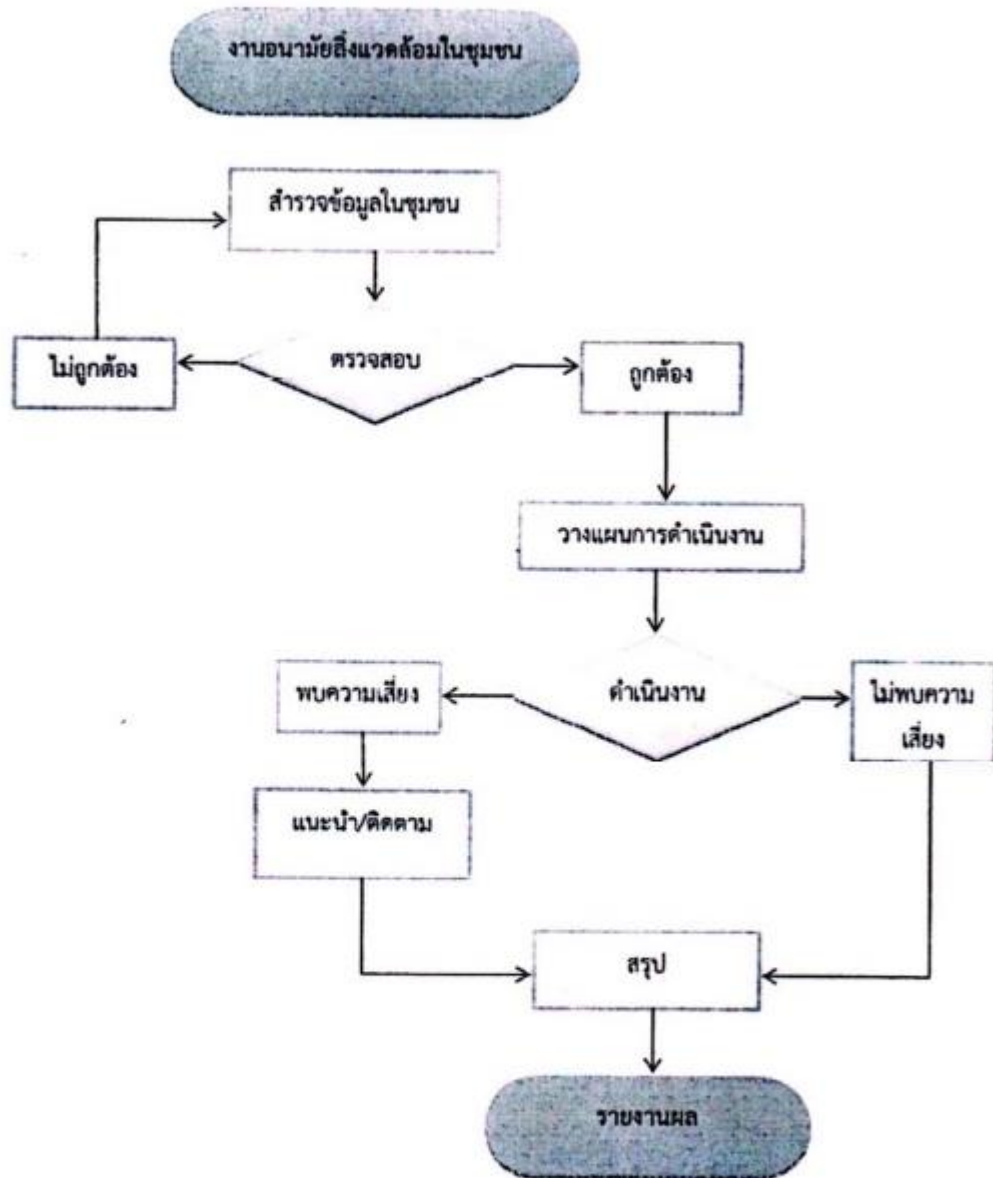 งานอนามัยสิ่งแวดล้อมในชุมชน
สำรวจข้อมูลในชุมชน
ไม่ถูกต้อง
ตรวจสอบ
ถูกต้อง
วางแผนการดำเนินงาน
พบความเสี่ยง
ดำเนินงาน
ไม่พบความ
เสี่ยง
แนะนำ/ติดตาม
สรุป
รายงานผล